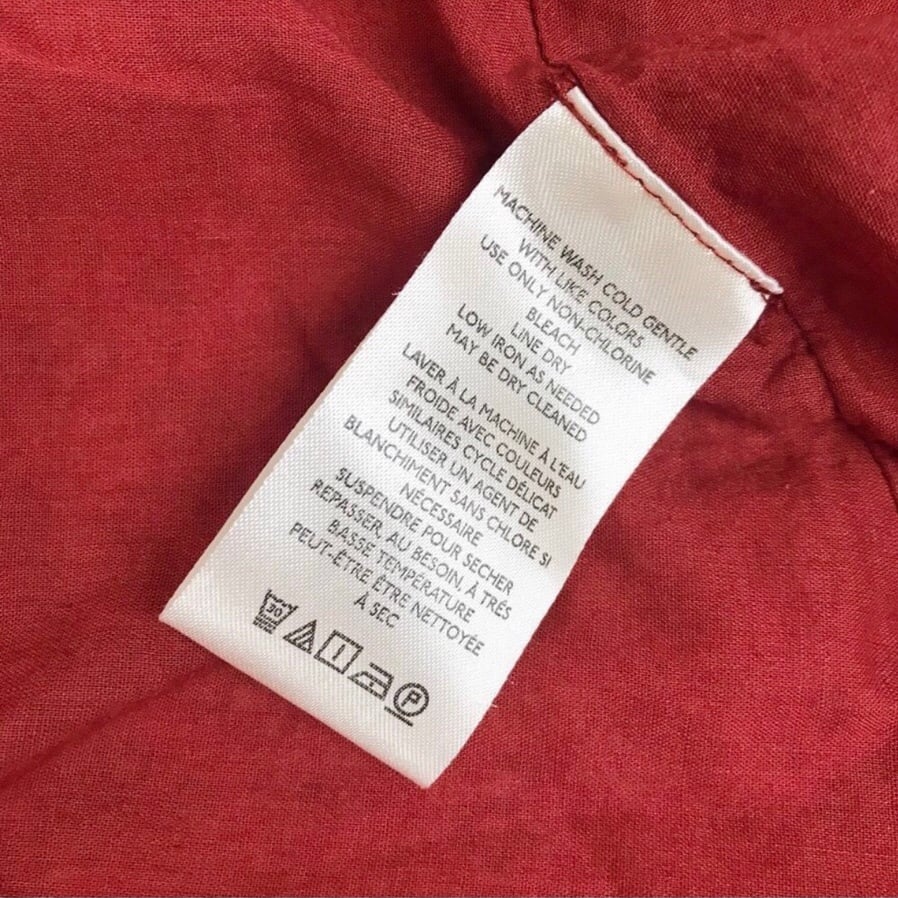 MACHINE WASH COLD GENTLE
WITH LIKE COLORS
USE ONLY NON-CHLORINE
BLEACH
LINE DRY
LOW IRON AS NEEDED
MAY BE DRY CLEANED
LAVER À LA MACHINE À L'EAU
FROIDE AVEC COULEURS
SIMILAIRES CYCLE DÉLICAT
UTILISER UN AGENT DE
BLANCHIMENT SANS CHLORE SI
NÉCESSAIRE
SUSPENDRE POUR SECHER
REPASSER, AU BESOIN, À TRÉS
BASSE TEMPÉRATURE
PEUT-ÊTRE ÊTRE NETTOYÉE
À SEC
30 P